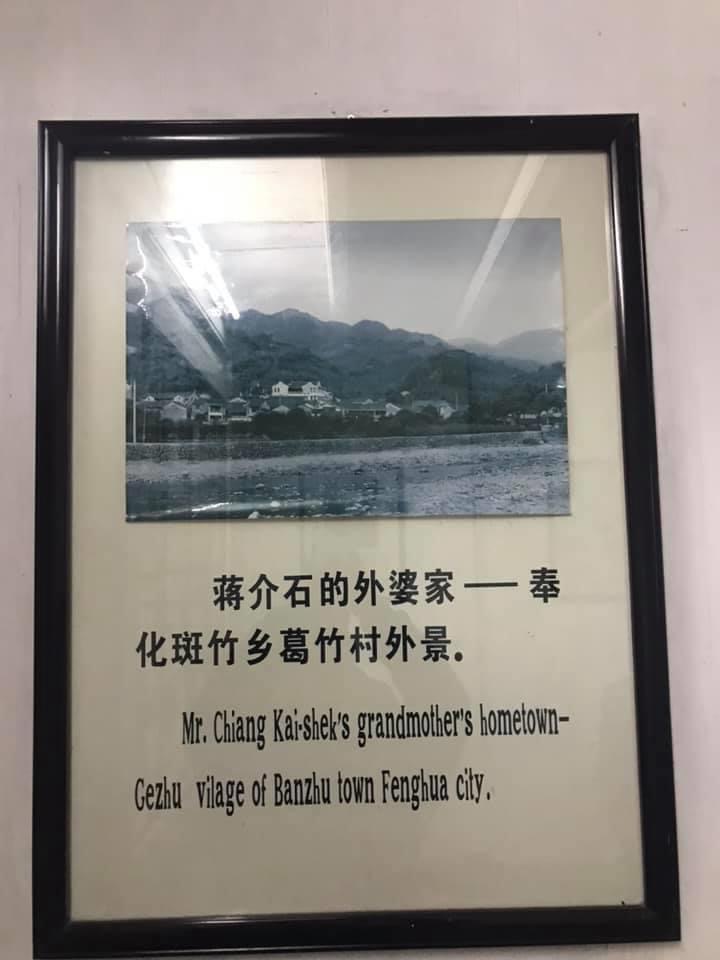 蒋介石的外婆家——奉
化斑竹乡葛竹村外景。
Mr. Chiang Kai-shek's grandmother's hometown-
Gezhu vilage of Banzhu town Fenghua city.